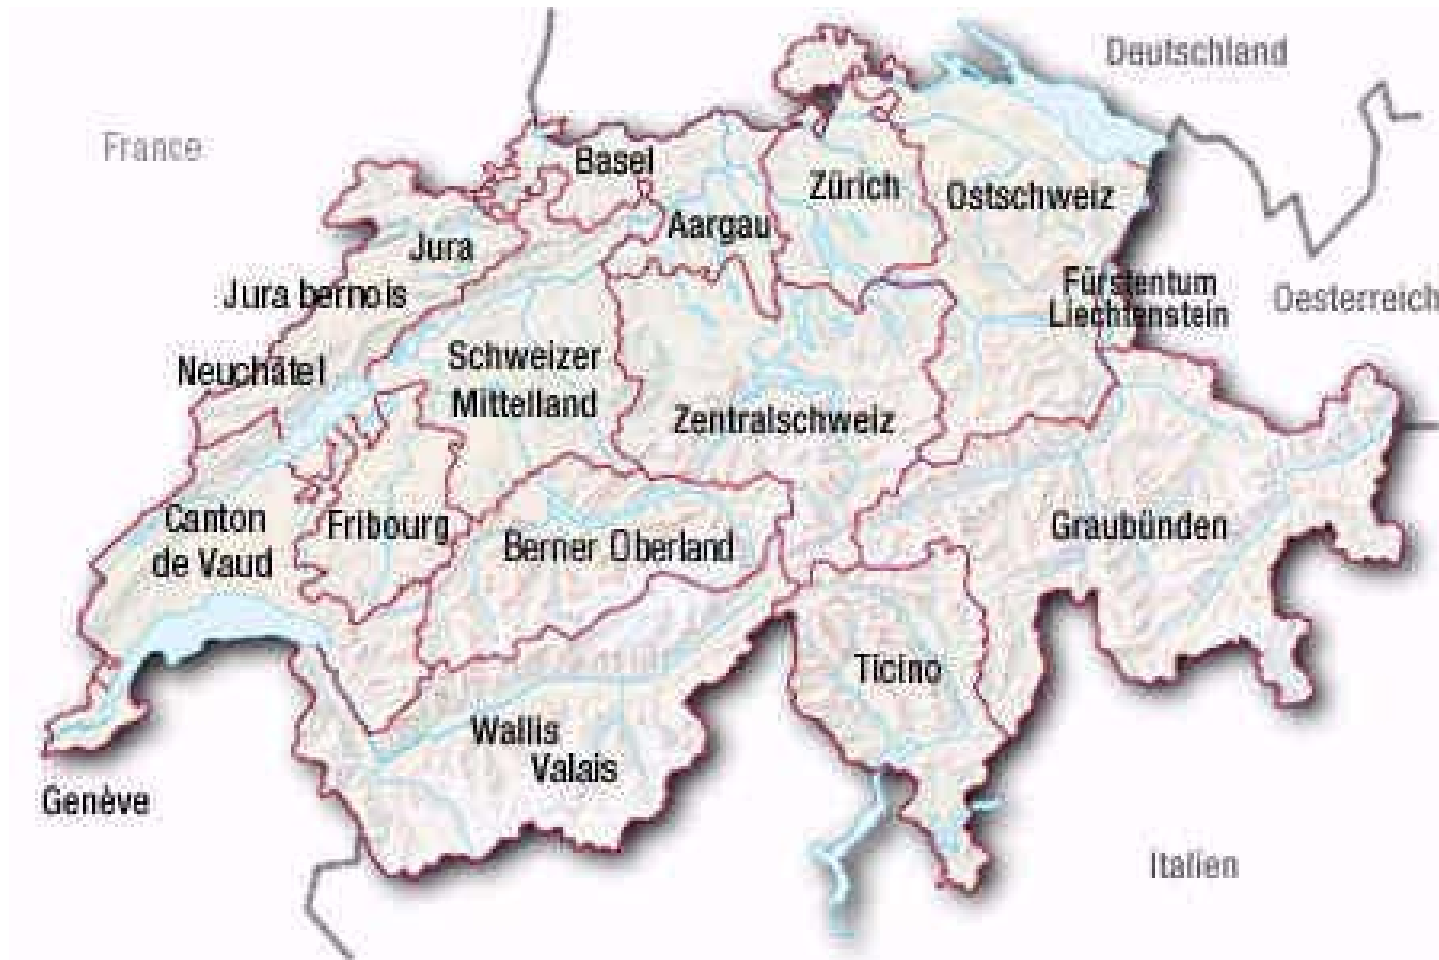 Deutschland
France
Basel
Zürich
Ostschweiz
Aargau
Jura
Jura bernois
Fürstentum
Liechtenstein
Oesterreich
Neuchâtel
Schweizer
Mittelland
Zentralschweiz
Canton
de Vaud
Fribourg
Berner Oberland
Graubünden
Ticino
Wallis
Valais
Genève
Italien